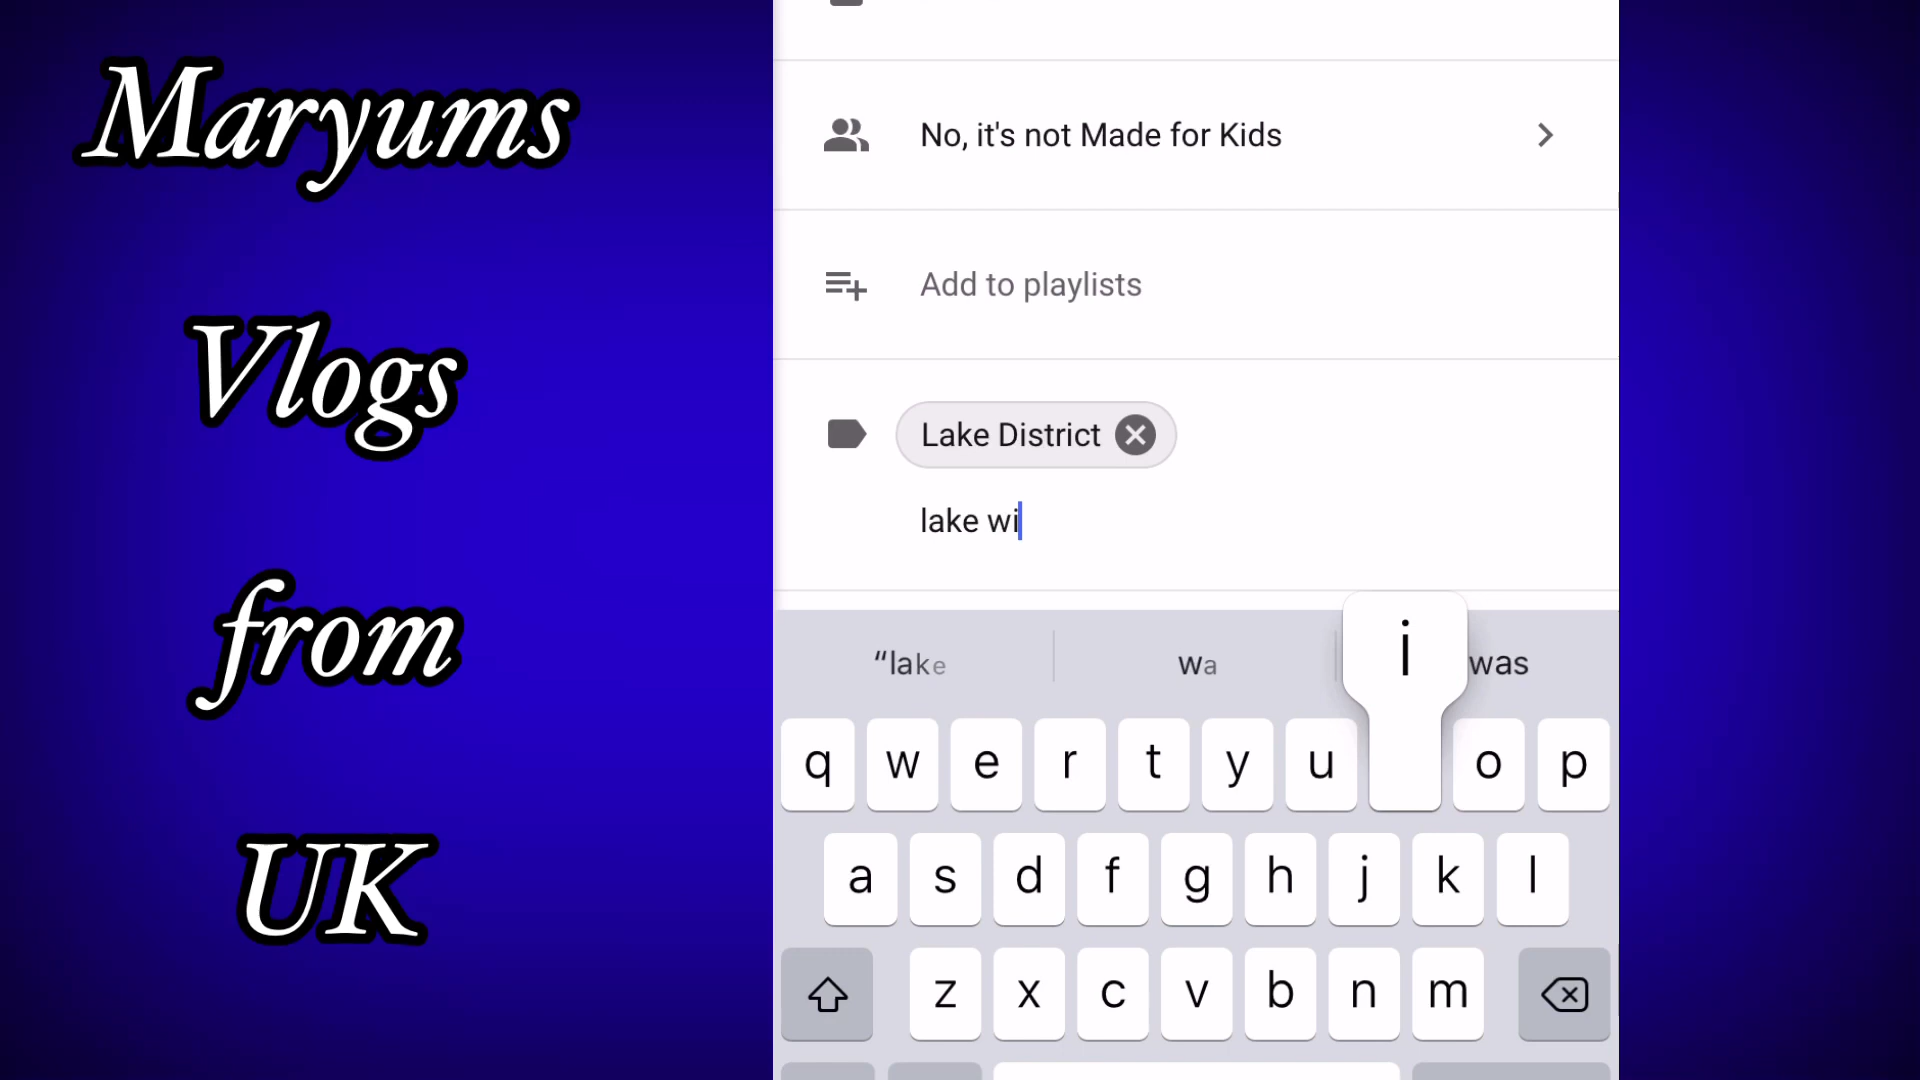 Maryums
Vlogs
from
UK
No, it's not Made for Kids
Add to playlists
Lake District
lake wi
“lake wa was
i
q w e r t y u o p
a s d f g h j k l
z x c v b n m